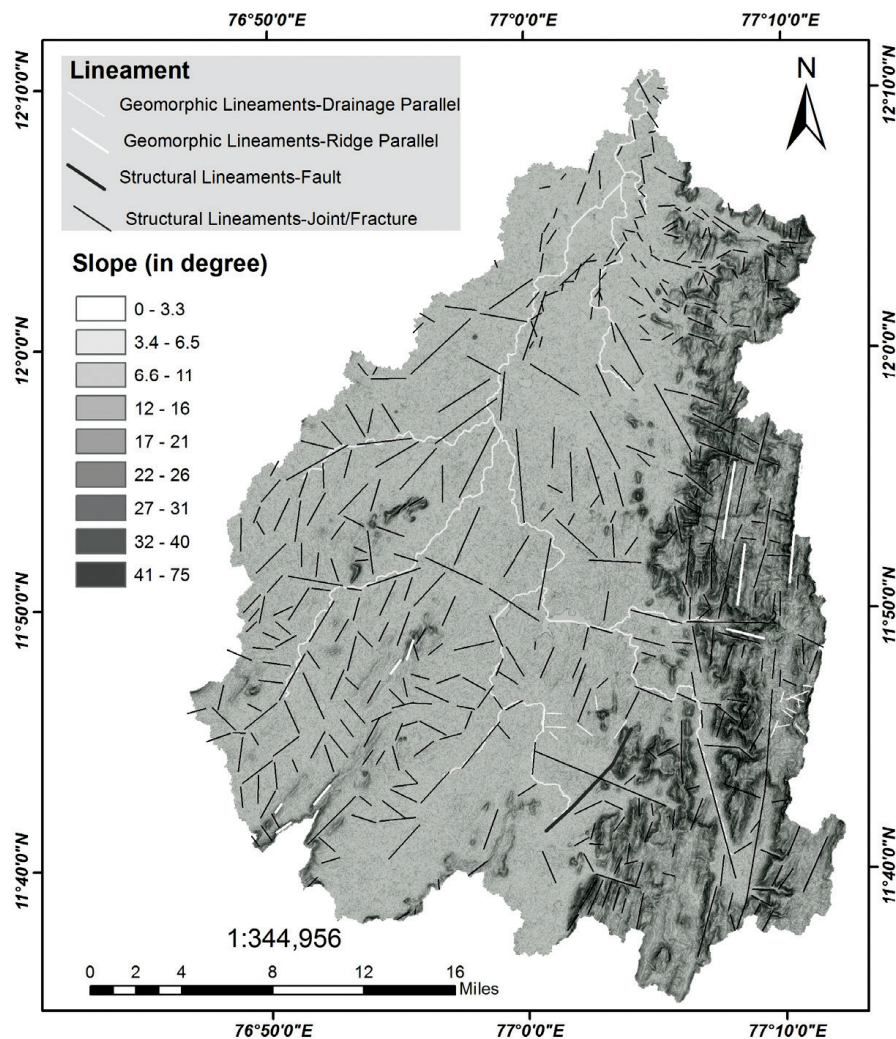 76°50'0"E 77°0'0"E 77°10'0"E
12°10'0"N
12°10'0"N
Lineament
Geomorphic Lineaments-Drainage Parallel
Geomorphic Lineaments-Ridge Parallel
Structural Lineaments-Fault
Structural Lineaments-Joint/Fracture
N
Slope (in degree)
0 - 3.3
3.4 - 6.5
6.6 - 11
12 - 16
17 - 21
22 - 26
27 - 31
32 - 40
41 - 75
12°0'0"N
12°0'0"N
11°50'0"N
11°50'0"N
11°40'0"N
11°40'0"N
1:344,956
0 2 4 8 12 16
Miles
76°50'0"E 77°0'0"E 77°10'0"E